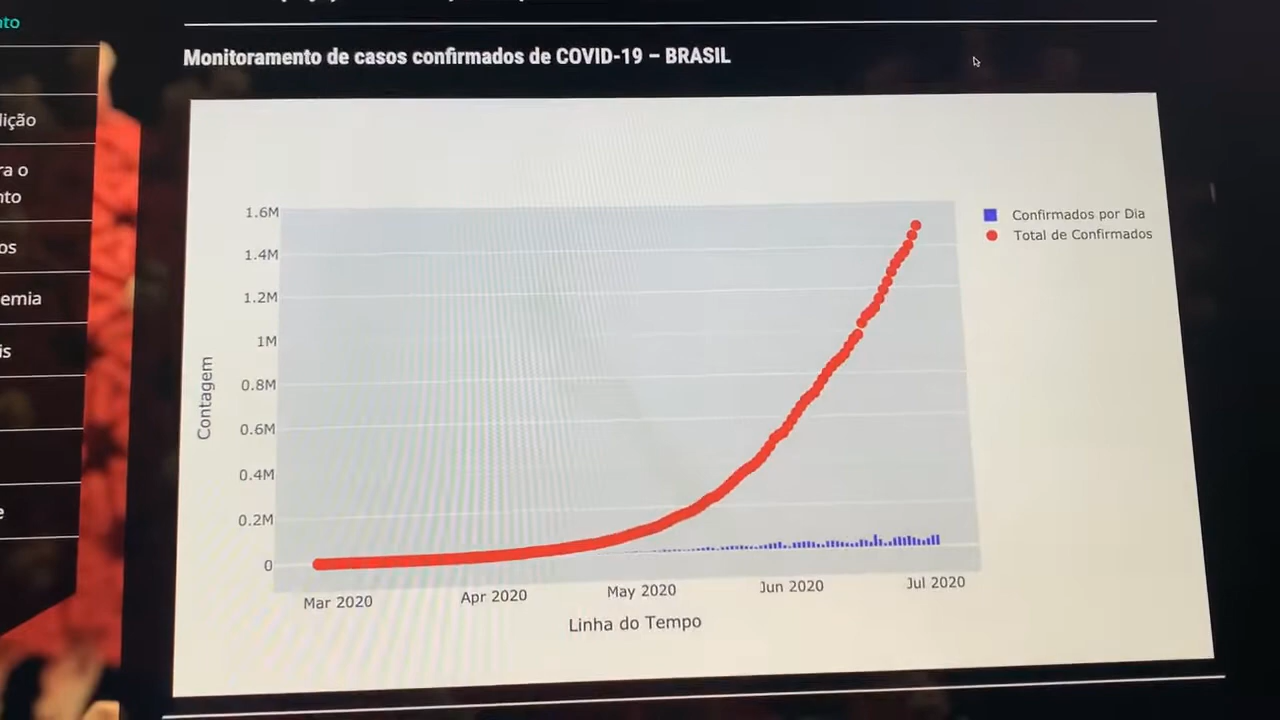 nto
Monitoramento de casos confirmados de COVID-19 – BRASIL
lição
ra o
nto
os
emia
is
e
1.6M
1.4M
1.2M
1M
0.8M
0.6M
0.4M
0.2M
0
Contagem
Confirmados por Dia
Total de Confirmados
Mar 2020
Apr 2020
May 2020
Jun 2020
Jul 2020
Linha do Tempo